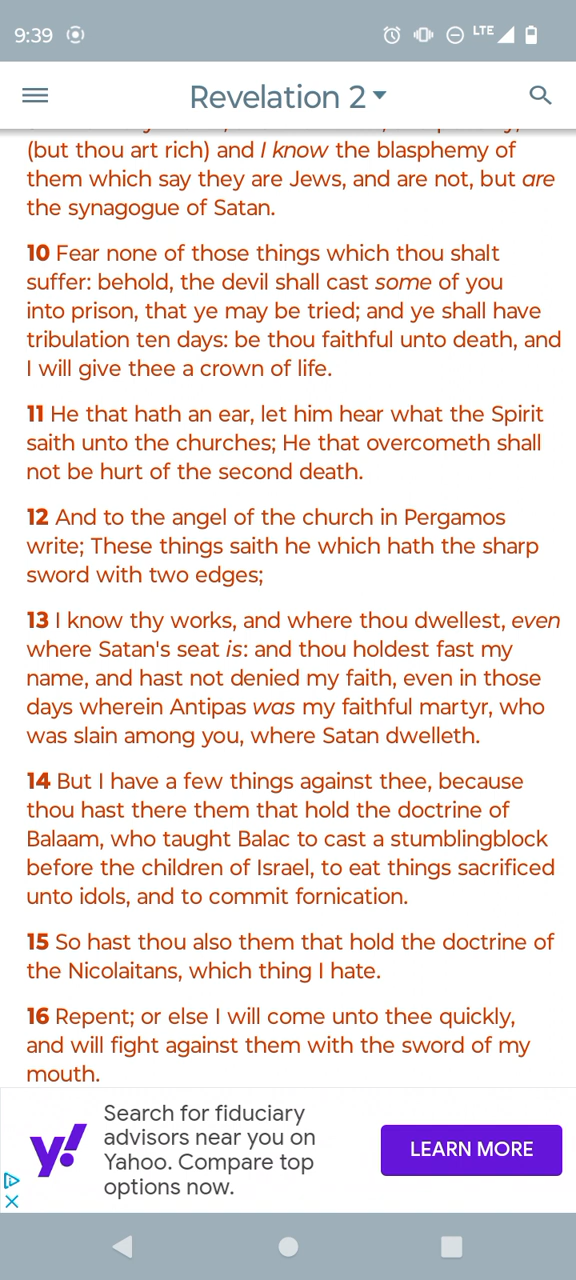 9:39
LTE
Revelation 2
(but thou art rich) and I know the blasphemy of
them which say they are Jews, and are not, but are
the synagogue of Satan.
10 Fear none of those things which thou shalt
suffer: behold, the devil shall cast some of you
into prison, that ye may be tried; and ye shall have
tribulation ten days: be thou faithful unto death, and
I will give thee a crown of life.
11 He that hath an ear, let him hear what the Spirit
saith unto the churches; He that overcometh shall
not be hurt of the second death.
12 And to the angel of the church in Pergamos
write; These things saith he which hath the sharp
sword with two edges;
13 I know thy works, and where thou dwellest, even
where Satan's seat is: and thou holdest fast my
name, and hast not denied my faith, even in those
days wherein Antipas was my faithful martyr, who
was slain among you, where Satan dwelleth.
14 But I have a few things against thee, because
thou hast there them that hold the doctrine of
Balaam, who taught Balac to cast a stumblingblock
before the children of Israel, to eat things sacrificed
unto idols, and to commit fornication.
15 So hast thou also them that hold the doctrine of
the Nicolaitans, which thing I hate.
16 Repent; or else I will come unto thee quickly,
and will fight against them with the sword of my
mouth.
y!
Search for fiduciary
advisors near you on
Yahoo. Compare top
options now.
LEARN MORE